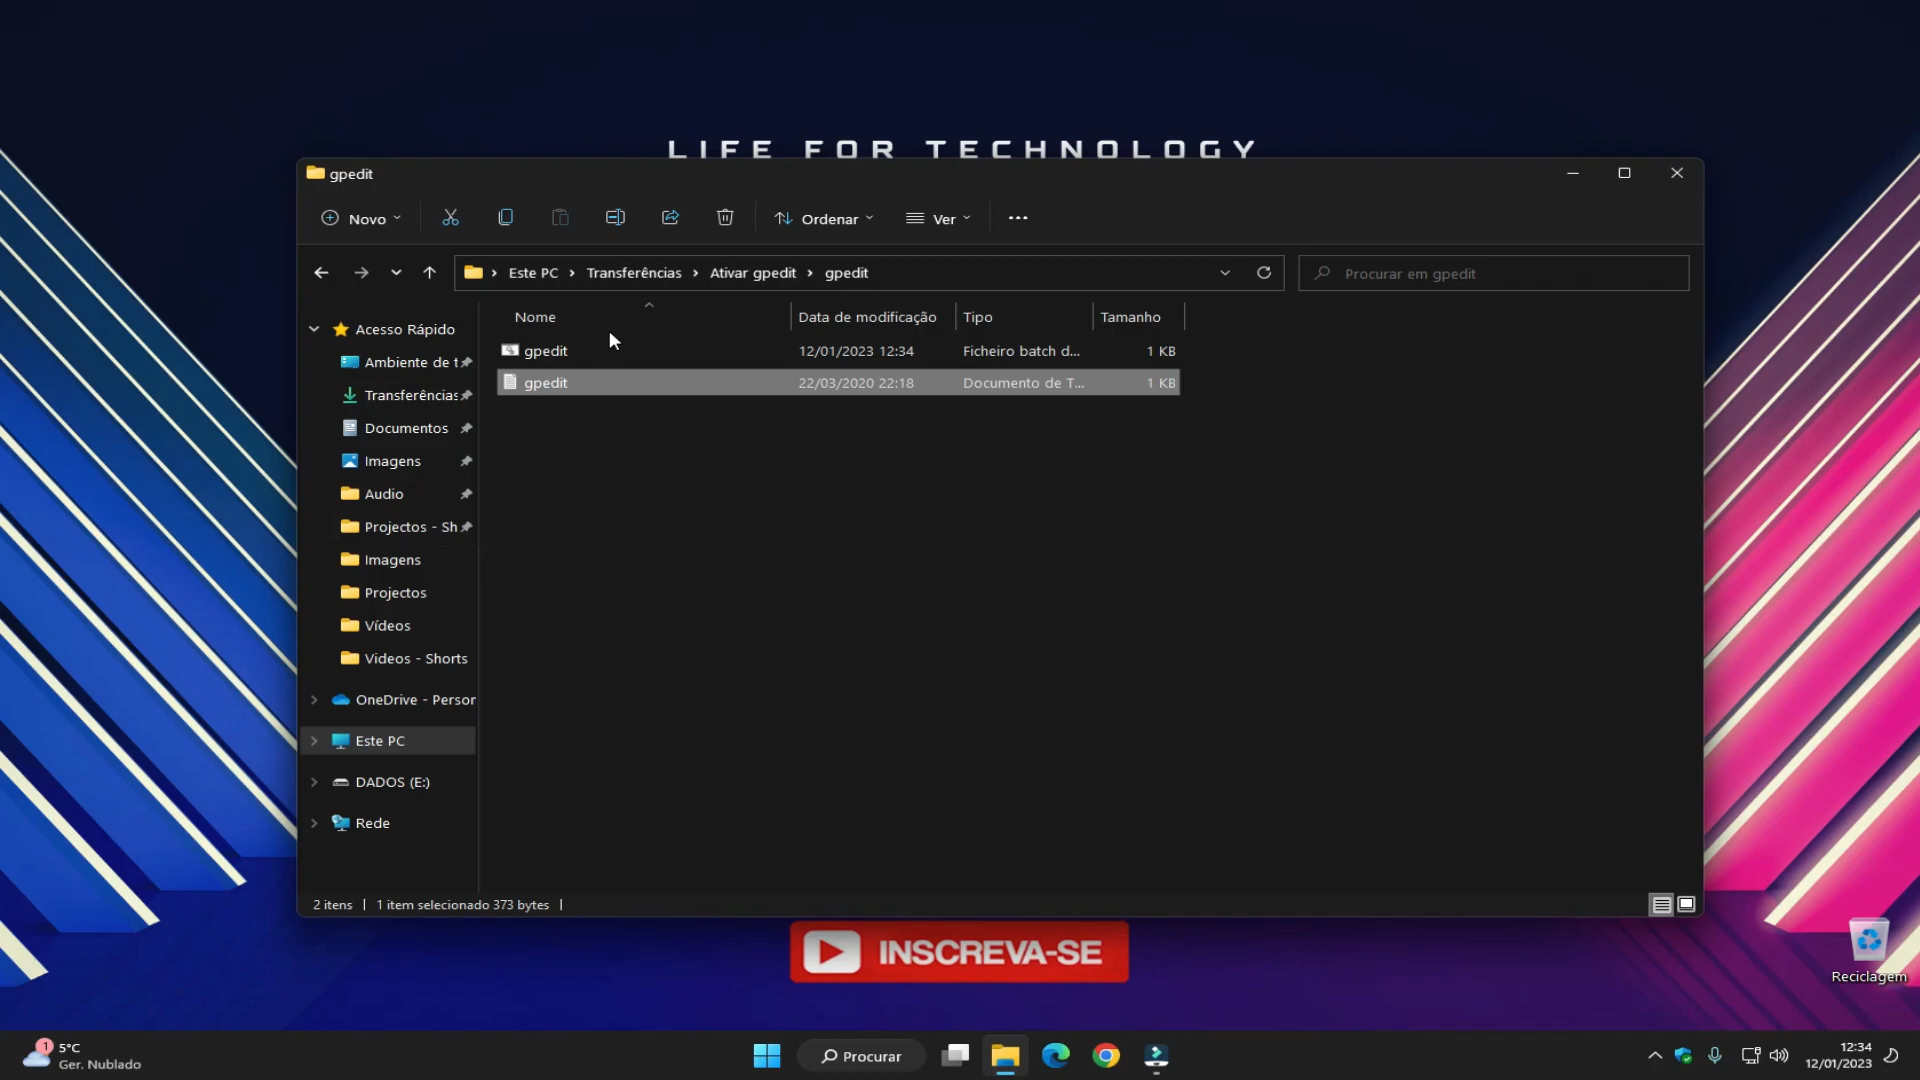 LIFE FOR TECHNOLOGY
gpedit
Novo
Ordenar
Ver
Este PC > Transferências > Ativar gpedit > gpedit
Procurar em gpedit
Nome
Data de modificação
Tipo
Tamanho
gpedit
12/01/2023 12:34
Ficheiro batch d...
1 KB
gpedit
22/03/2020 22:18
Documento de T...
1 KB
Acesso Rápido
Ambiente de t
Transferências
Documentos
Imagens
Audio
Projectos - Sh
Imagens
Projectos
Vídeos
Videos - Shorts
OneDrive - Person
Este PC
DADOS (E:)
Rede
2 itens | 1 item selecionado 373 bytes |
INSCREVA-SE
Reciclagem
1
5°C
Ger. Nublado
Procurar
12:34
12/01/2023